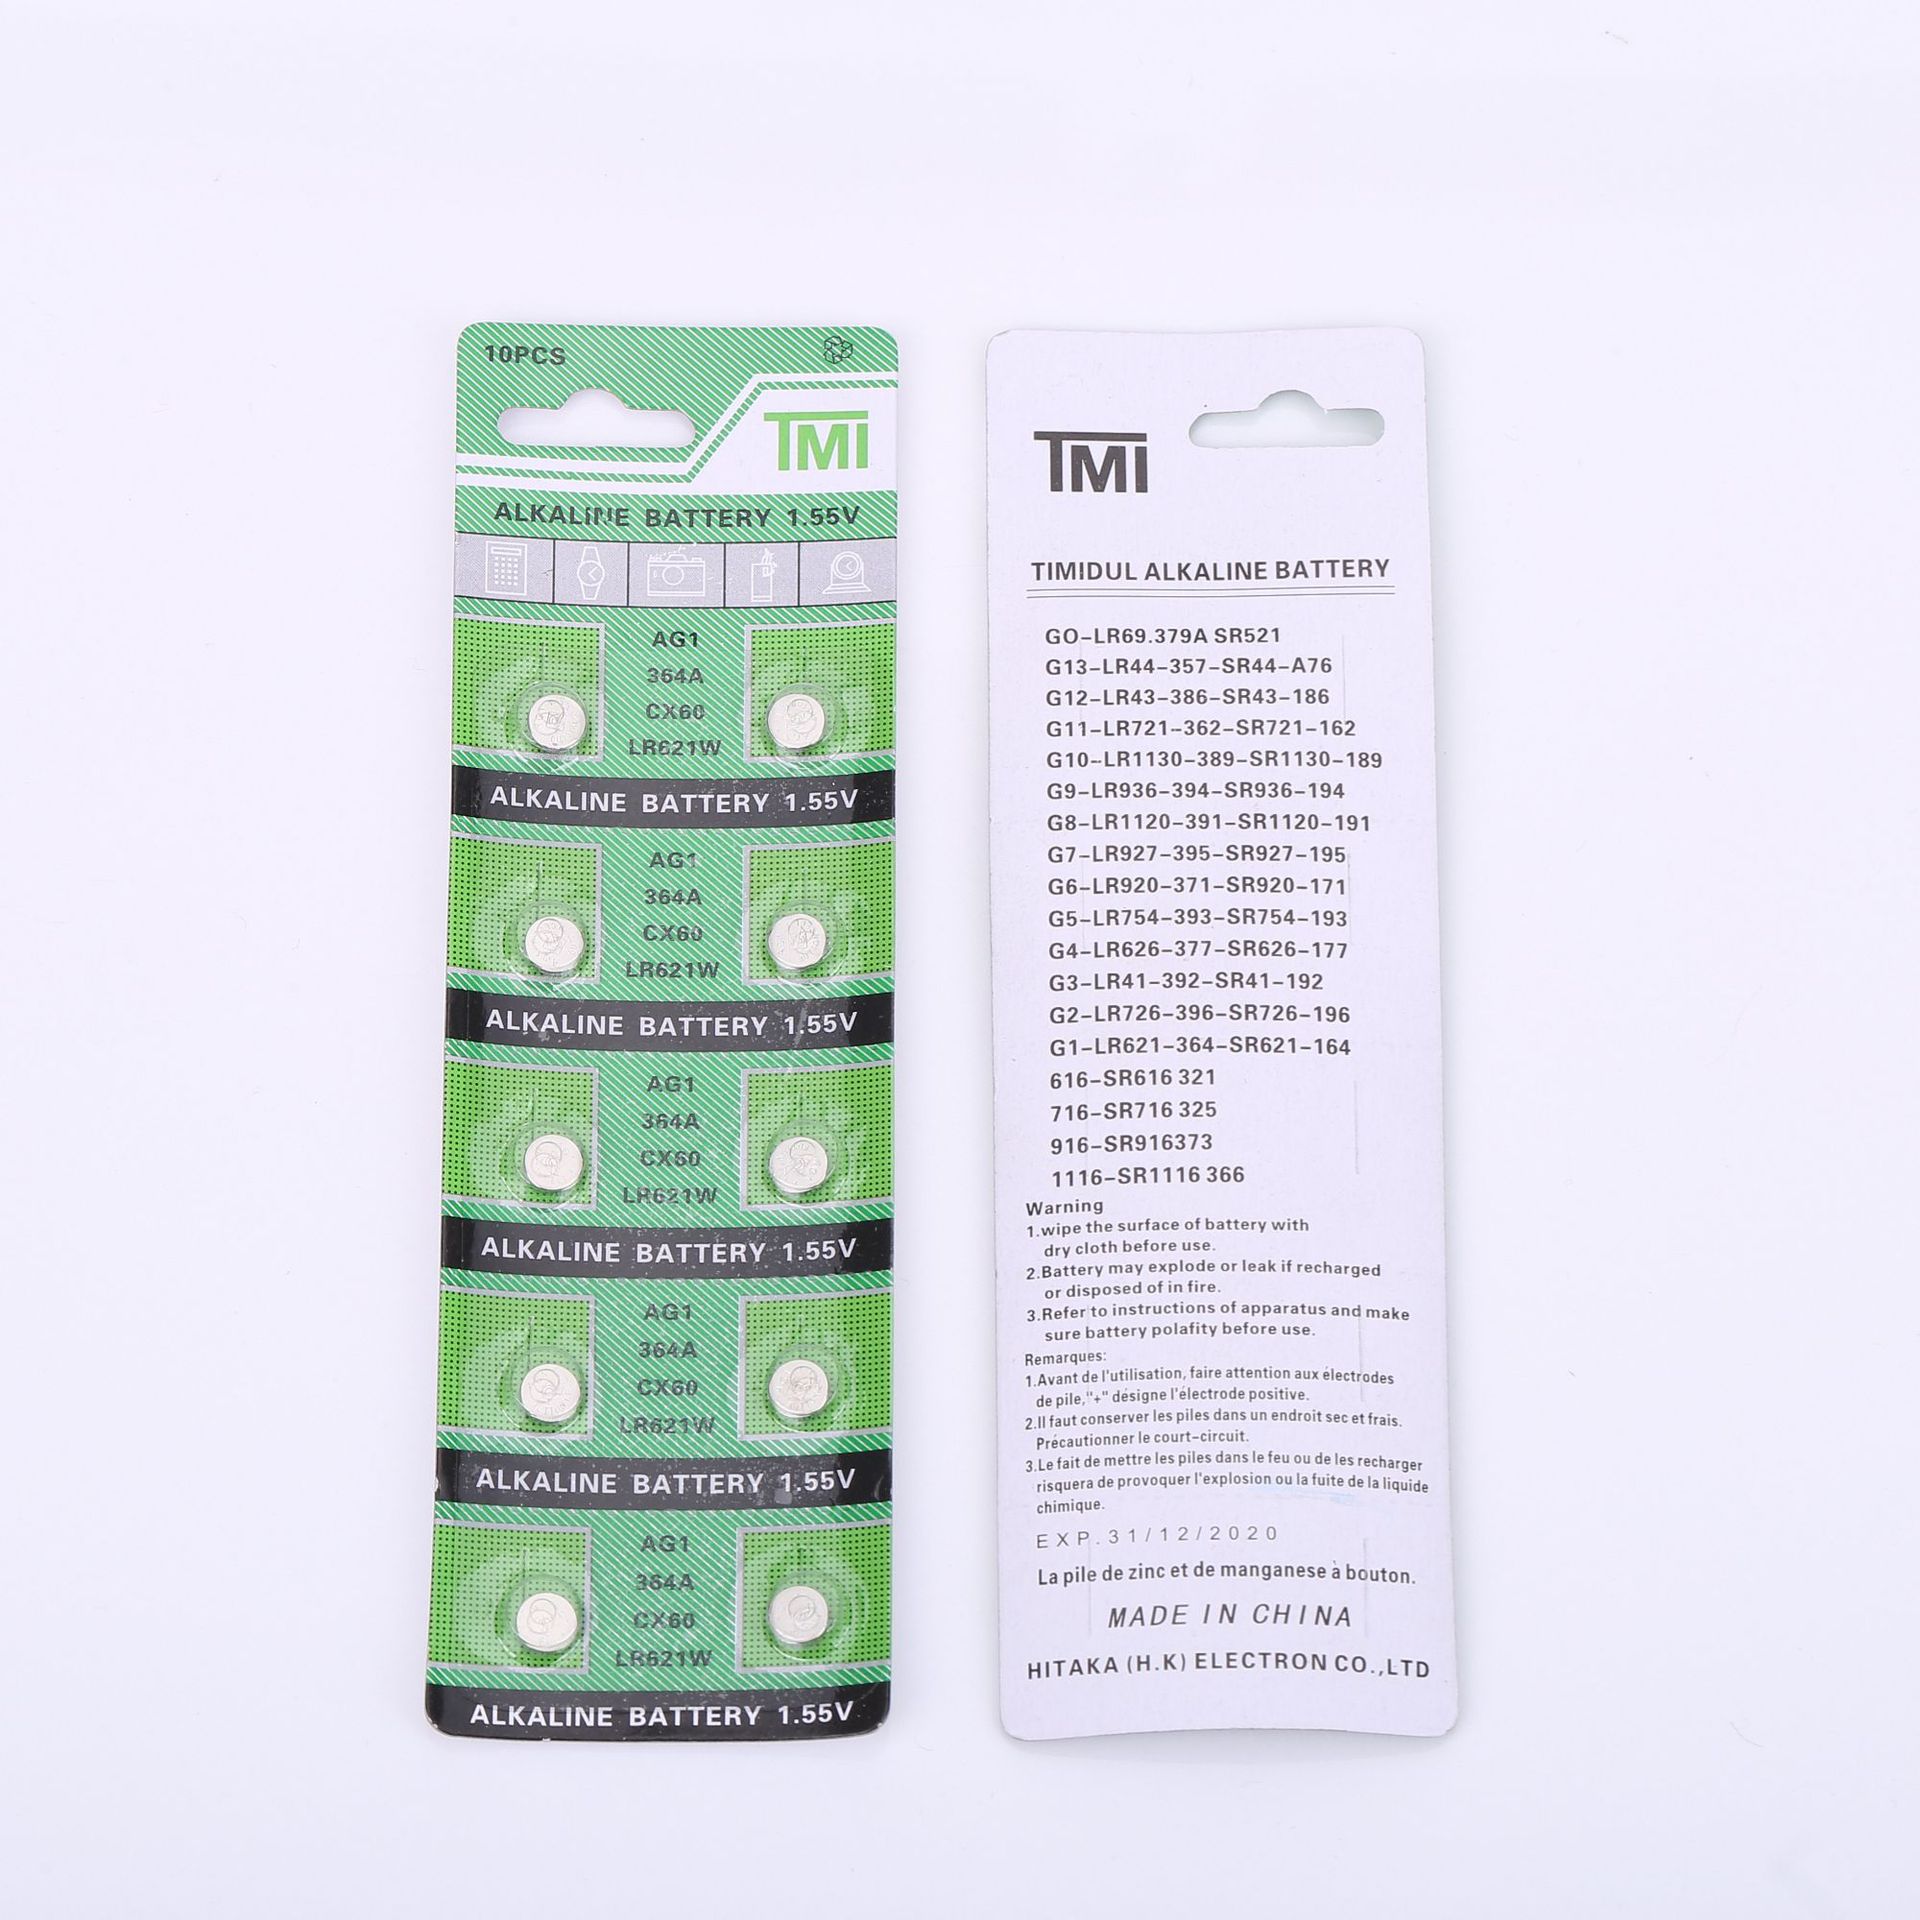 10PCS
TMI
ALKALINE BATTERY 1.55V
AG1
364A
CX60
LR621W
ALKALINE BATTERY 1.55V
AG1
364A
CX60
LR621W
ALKALINE BATTERY 1.55V
AG1
364A
CX60
LR621W
ALKALINE BATTERY 1.55V
AG1
364A
CX60
LR621W
ALKALINE BATTERY 1.55V
AG1
364A
CX60
LR621W
ALKALINE BATTERY 1.55V
TMI
TIMIDUL ALKALINE BATTERY
GO-LR69.379A SR521
G13-LR44-357-SR44-A76
G12-LR43-386-SR43-186
G11-LR721-362-SR721-162
G10-LR1130-389-SR1130-189
G9-LR936-394-SR936-194
G8-LR1120-391-SR1120-191
G7-LR927-395-SR927-195
G6-LR920-371-SR920-171
G5-LR754-393-SR754-193
G4-LR626-377-SR626-177
G3-LR41-392-SR41-192
G2-LR726-396-SR726-196
G1-LR621-364-SR621-164
616-SR616 321
716-SR716 325
916-SR916373
1116-SR1116 366
Warning
1.wipe the surface of battery with
dry cloth before use.
2.Battery may explode or leak if recharged
or disposed of in fire.
3.Refer to instructions of apparatus and make
sure battery polafity before use.
Remarques:
1.Avant de l'utilisation, faire attention aux électrodes
de pile,"+" désigne l'électrode positive.
2.Il faut conserver les piles dans un endroit sec et frais.
Précautionner le court-circuit.
3.Le fait de mettre les piles dans le feu ou de les recharger
risquera de provoquer l'explosion ou la fuite de la liquide
chimique.
EXP.31/12/2020
La pile de zinc et de manganese à bouton.
MADE IN CHINA
HITAKA (H.K) ELECTRON CO.,LTD